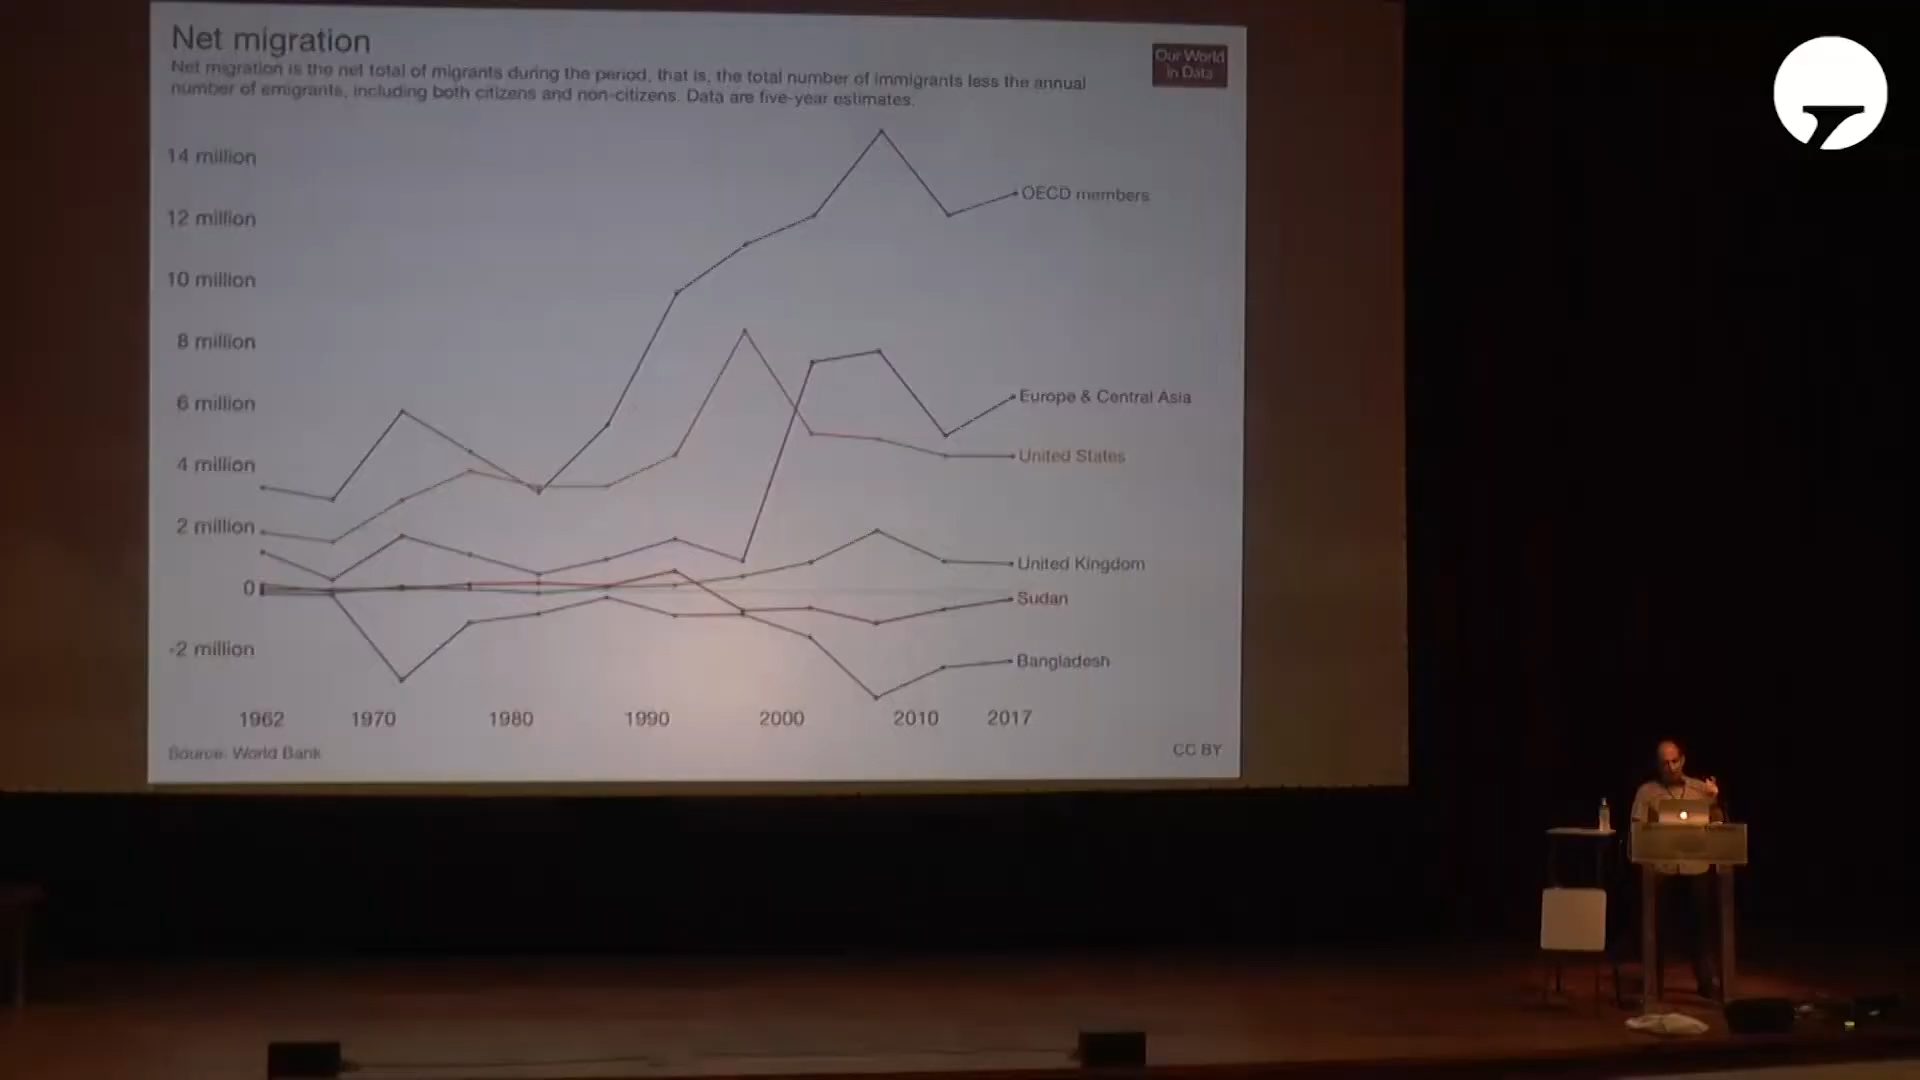 Net migration
Our World
in Data
Net migration is the net total of migrants during the period, that is, the total number of immigrants less the annual
number of emigrants, including both citizens and non-citizens. Data are five-year estimates.
14 million
OECD members
12 million
10 million
8 million
6 million
Europe & Central Asia
4 million
United States
2 million
United Kingdom
0
Sudan
-2 million
Bangladesh
1962 1970 1980 1990 2000 2010 2017
Source: World Bank
CC BY